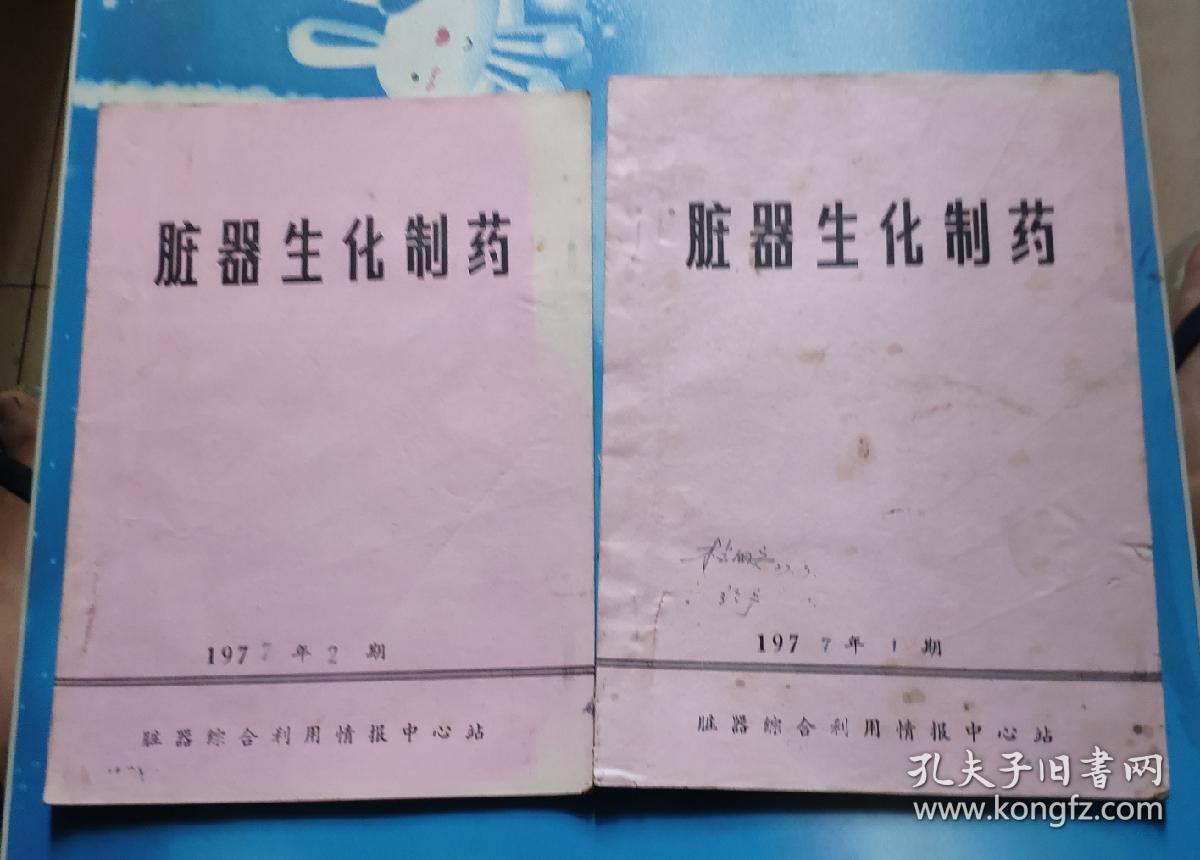 脏器生化制药
1977年2期
脏器综合利用情报中心站
脏器生化制药
1977年1期
脏器综合利用情报中心站
孔夫子旧書网
www.kongfz.com